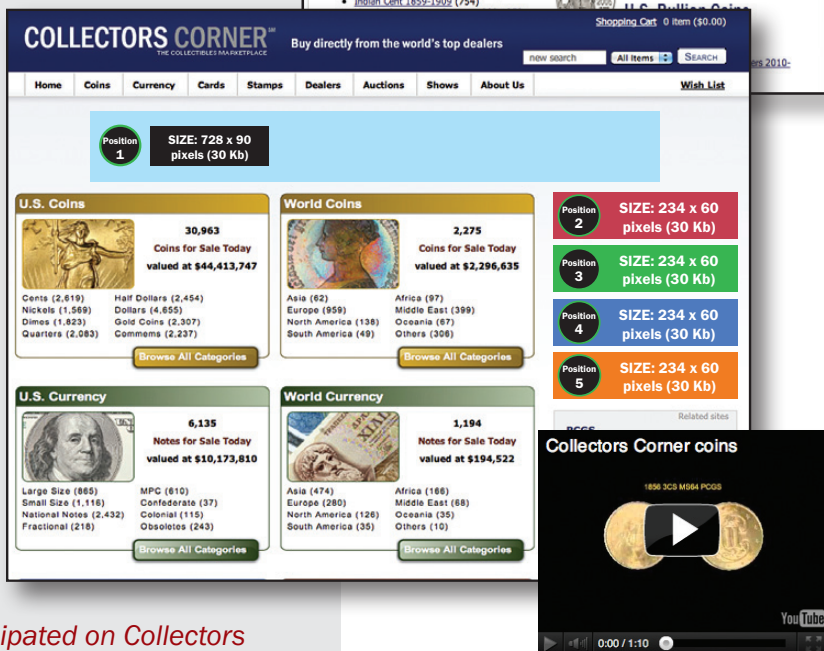 Indian Cent 1859-1909 (754)
U.S. Bullion Coins
COLLECTORS CORNER℠
THE COLLECTIBLES MARKETPLACE
Buy directly from the world's top dealers
Shopping Cart 0 item ($0.00)
new search All Items SEARCH
ers 2010-
Home Coins Currency Cards Stamps Dealers Auctions Shows About Us Wish List
Position 1
SIZE: 728 x 90
pixels (30 Kb)
U.S. Coins
30,963
Coins for Sale Today
valued at $44,413,747
Cents (2,619) Half Dollars (2,454)
Nickels (1,569) Dollars (4,655)
Dimes (1,823) Gold Coins (2,307)
Quarters (2,083) Commems (2,237)
Browse All Categories
World Coins
2,275
Coins for Sale Today
valued at $2,296,635
Asia (62) Africa (97)
Europe (959) Middle East (399)
North America (138) Oceania (67)
South America (49) Others (306)
Browse All Categories
Position 2
SIZE: 234 x 60
pixels (30 Kb)
Position 3
SIZE: 234 x 60
pixels (30 Kb)
Position 4
SIZE: 234 x 60
pixels (30 Kb)
Position 5
SIZE: 234 x 60
pixels (30 Kb)
U.S. Currency
6,135
Notes for Sale Today
valued at $10,173,810
Large Size (865) MPC (610)
Small Size (1,116) Confederate (37)
National Notes (2,432) Colonial (115)
Fractional (218) Obsoletes (243)
Browse All Categories
World Currency
1,194
Notes for Sale Today
valued at $194,522
Asia (474) Africa (166)
Europe (280) Middle East (68)
North America (126) Oceania (35)
South America (35) Others (10)
Browse All Categories
Related sites
PCGS
Collectors Corner coins
1856 3CS MS64 PCGS
YouTube
0:00 / 1:10
ipated on Collectors